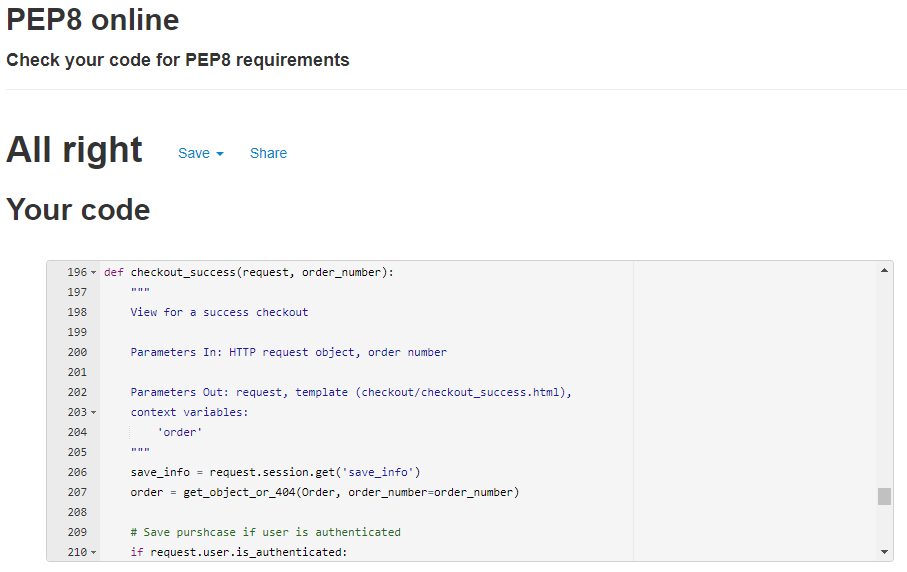 PEP8 online
Check your code for PEP8 requirements
All right Save Share
Your code
196 def checkout_success(request, order_number):
197 """
198 View for a success checkout
199
200 Parameters In: HTTP request object, order number
201
202 Parameters Out: request, template (checkout/checkout_success.html),
203 context variables:
204 'order'
205 """
206 save_info = request.session.get('save_info')
207 order = get_object_or_404(Order, order_number=order_number)
208
209 # Save purshcase if user is authenticated
210 if request.user.is_authenticated: